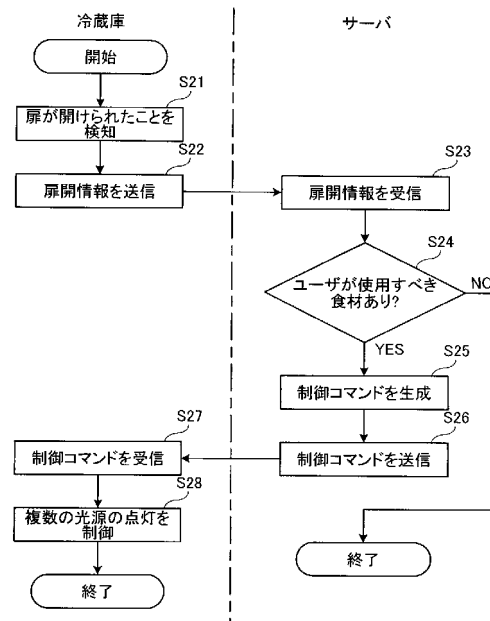 冷蔵庫
サーバ
開始
S21
扉が開けられたことを
検知
S22
扉開情報を送信
S23
扉開情報を受信
S24
ユーザが使用すべき
食材あり?
NO
YES
S25
制御コマンドを生成
S26
制御コマンドを送信
S27
制御コマンドを受信
S28
複数の光源の点灯を
制御
終了
終了